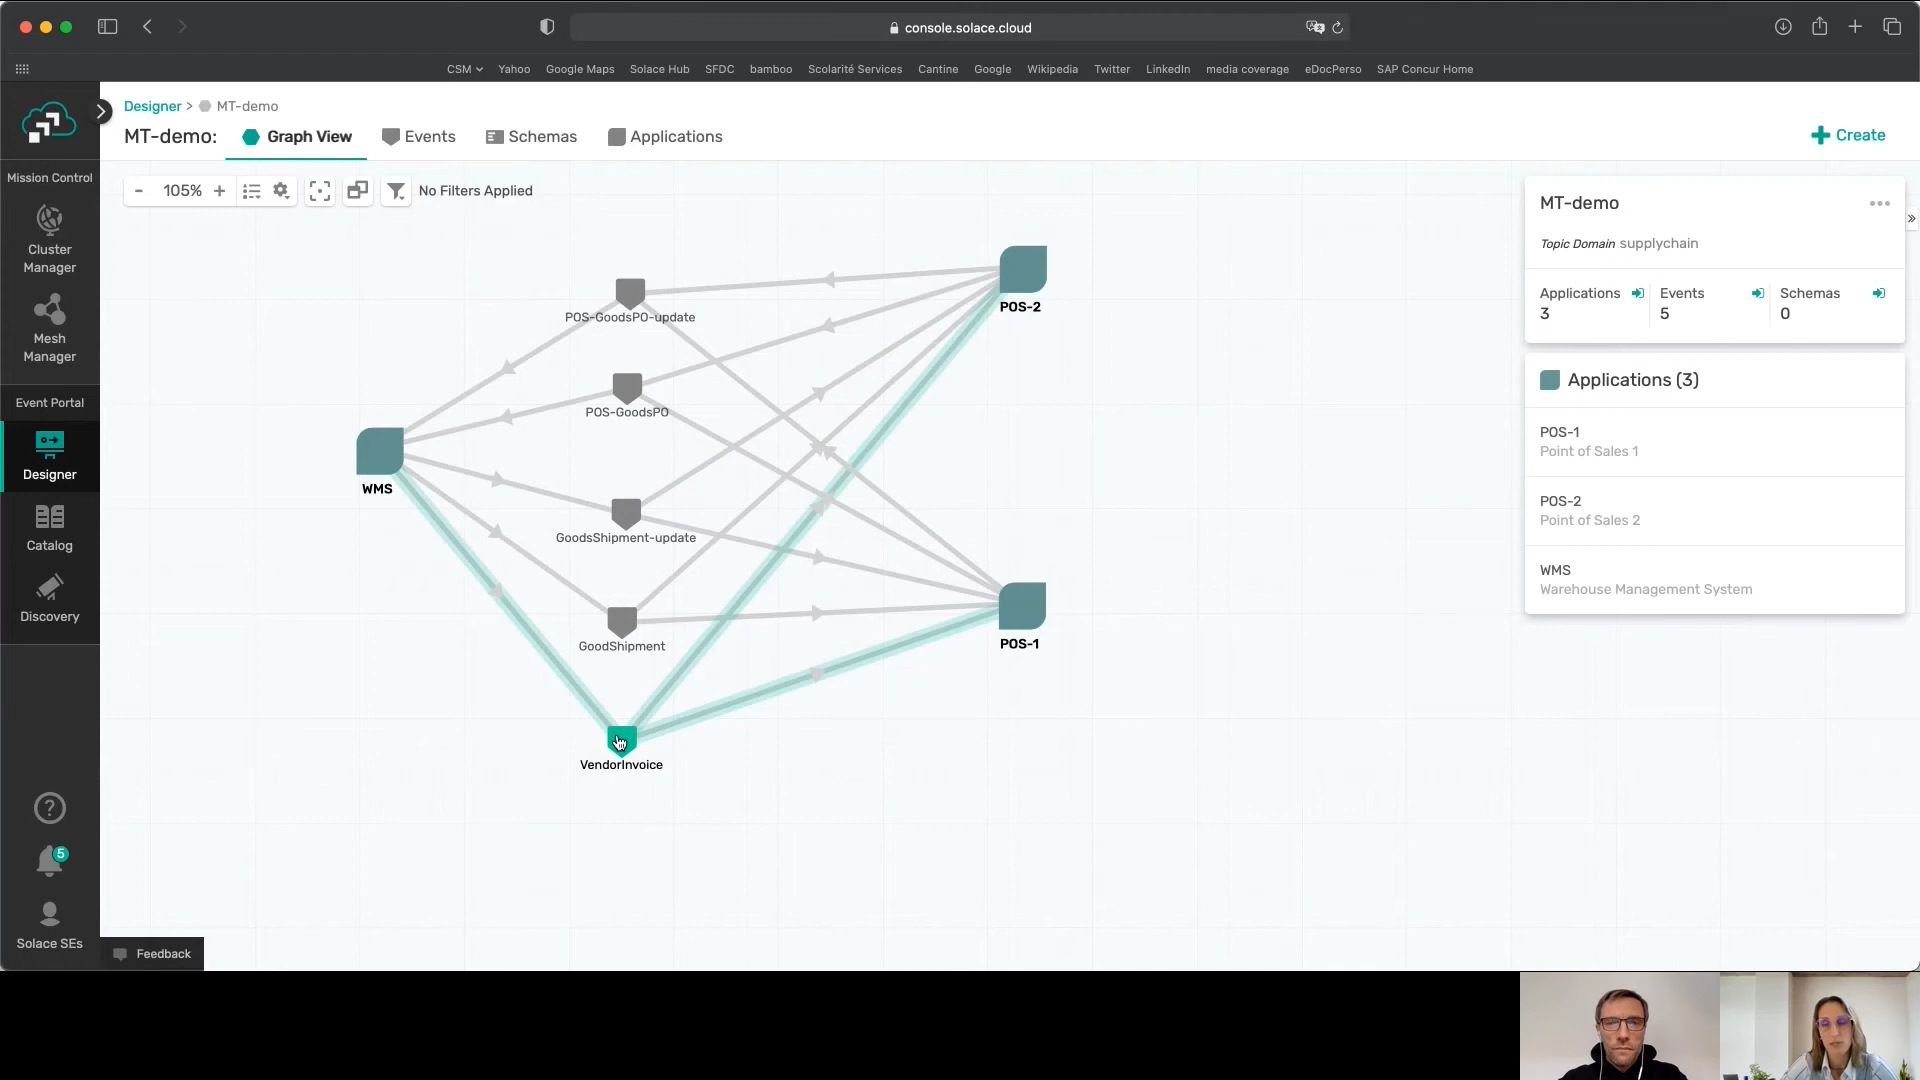 console.solace.cloud
CSM Yahoo Google Maps Solace Hub SFDC bamboo Scolarité Services Cantine Google Wikipedia Twitter LinkedIn media coverage eDocPerso SAP Concur Home
Designer > MT-demo
MT-demo: Graph View Events Schemas Applications
Create
Mission Control
Cluster
Manager
Mesh
Manager
Event Portal
Designer
Catalog
Discovery
?
5
Solace SEs
Feedback
- 105% + No Filters Applied
POS-GoodsPO-update
POS-2
POS-GoodsPO
WMS
GoodsShipment-update
GoodShipment
POS-1
VendorInvoice
MT-demo
Topic Domain supplychain
Applications Events Schemas
3 5 0
Applications (3)
POS-1
Point of Sales 1
POS-2
Point of Sales 2
WMS
Warehouse Management System